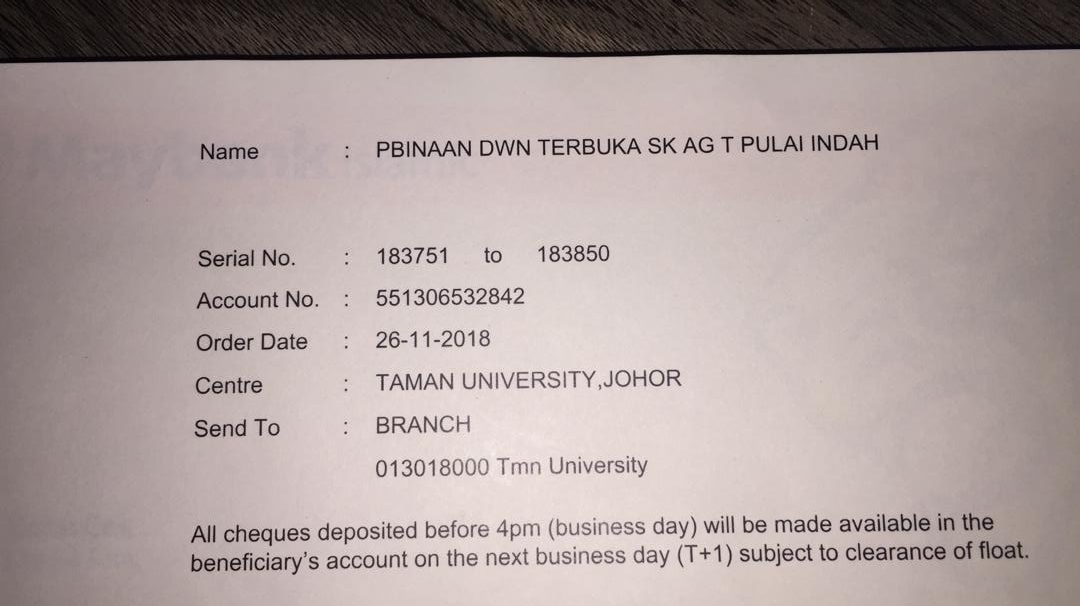 Name : PBINAAN DWN TERBUKA SK AG T PULAI INDAH
Serial No. : 183751 to 183850
Account No. : 551306532842
Order Date : 26-11-2018
Centre : TAMAN UNIVERSITY,JOHOR
Send To : BRANCH
013018000 Tmn University
All cheques deposited before 4pm (business day) will be made available in the
beneficiary's account on the next business day (T+1) subject to clearance of float.